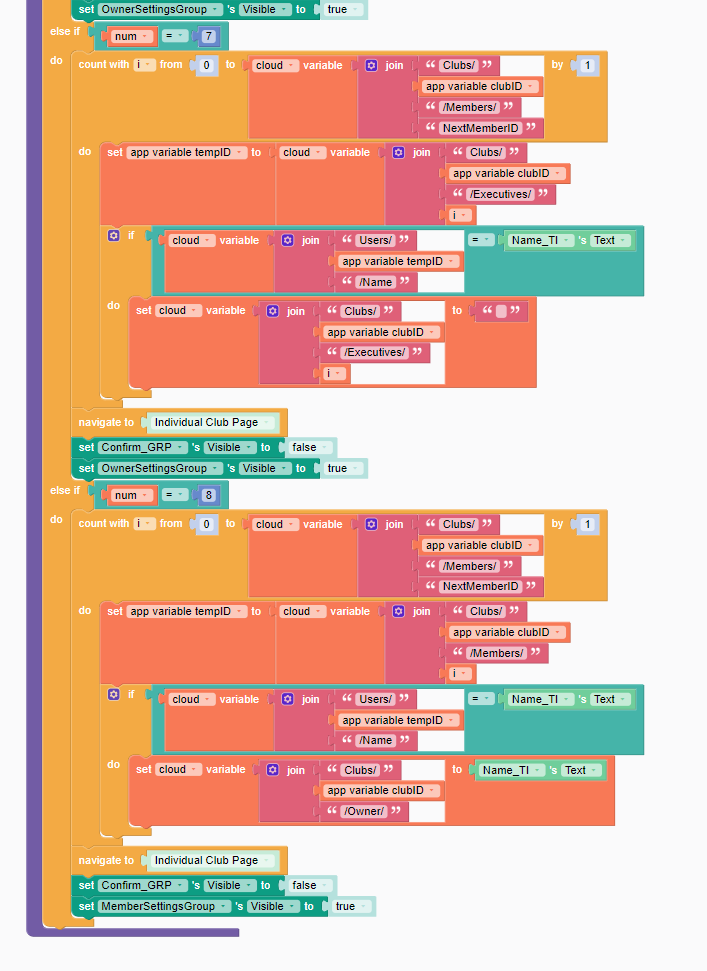 set OwnerSettingsGroup 's Visible to true
else if num = 7
do count with i from 0 to cloud variable join “ Clubs/ ” by 1
app variable clubID
“ /Members/ ”
“ NextMemberID ”
do set app variable tempID to cloud variable join “ Clubs/ ”
app variable clubID
“ /Executives/ ”
i
if cloud variable join “ Users/ ” = Name_TI 's Text
app variable tempID
“ /Name ”
do set cloud variable join “ Clubs/ ” to “ ”
app variable clubID
“ /Executives/ ”
i
navigate to Individual Club Page
set Confirm_GRP 's Visible to false
set OwnerSettingsGroup 's Visible to true
else if num = 8
do count with i from 0 to cloud variable join “ Clubs/ ” by 1
app variable clubID
“ /Members/ ”
“ NextMemberID ”
do set app variable tempID to cloud variable join “ Clubs/ ”
app variable clubID
“ /Members/ ”
i
if cloud variable join “ Users/ ” = Name_TI 's Text
app variable tempID
“ /Name ”
do set cloud variable join “ Clubs/ ” to Name_TI 's Text
app variable clubID
“ /Owner/ ”
navigate to Individual Club Page
set Confirm_GRP 's Visible to false
set MemberSettingsGroup 's Visible to true